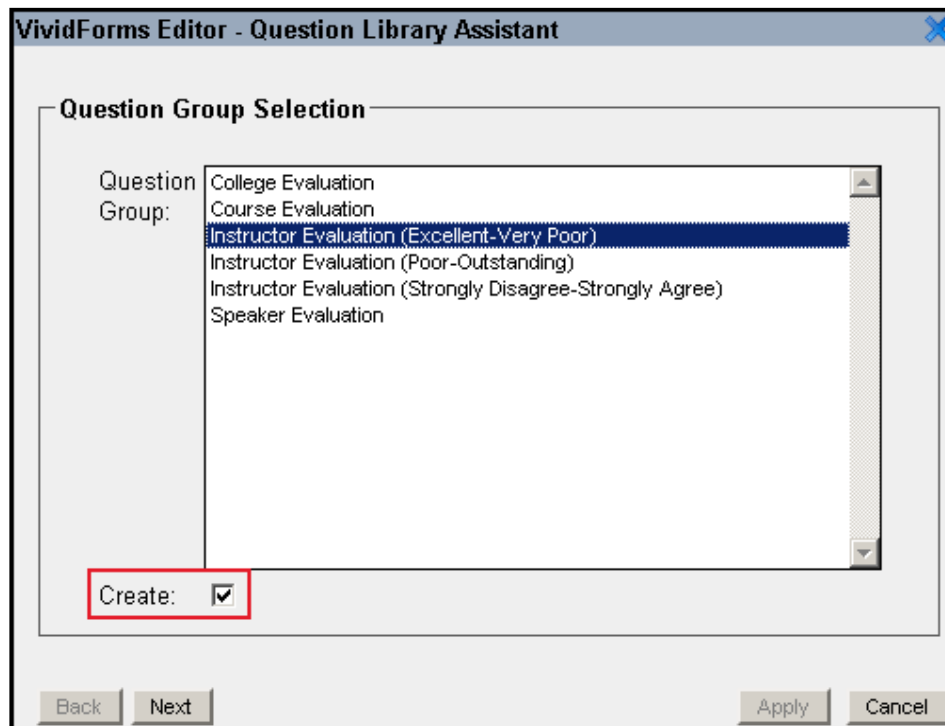 VividForms Editor - Question Library Assistant
Question Group Selection
Question Group:
College Evaluation
Course Evaluation
Instructor Evaluation (Excellent-Very Poor)
Instructor Evaluation (Poor-Outstanding)
Instructor Evaluation (Strongly Disagree-Strongly Agree)
Speaker Evaluation
Create:
Back Next Apply Cancel